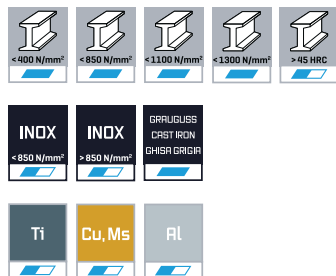 <400 N/mm² <850 N/mm² <1100 N/mm² <1300 N/mm² >45 HRC
INOX INOX GRAUGUSS
CAST IRON
<850 N/mm² >850 N/mm² GHISA GRIGIA
Ti Cu, Ms Al